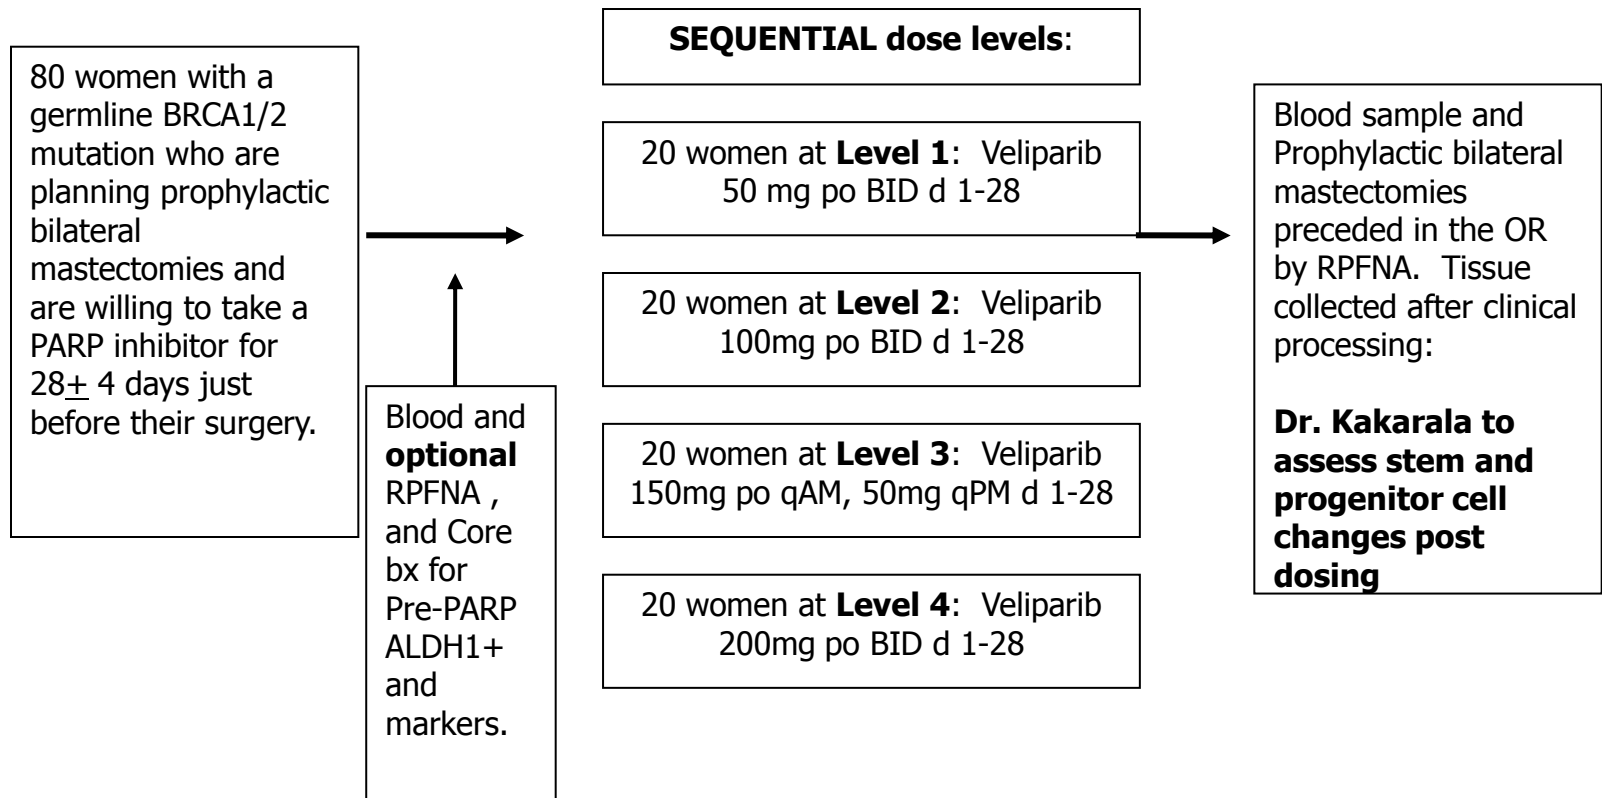 80 women with a
germline BRCA1/2
mutation who are
planning prophylactic
bilateral
mastectomies and
are willing to take a
PARP inhibitor for
28+ 4 days just
before their surgery.
Blood and
optional
RPFNA ,
and Core
bx for
Pre-PARP
ALDH1+
and
markers.
SEQUENTIAL dose levels:
20 women at Level 1: Veliparib
50 mg po BID d 1-28
20 women at Level 2: Veliparib
100mg po BID d 1-28
20 women at Level 3: Veliparib
150mg po qAM, 50mg qPM d 1-28
20 women at Level 4: Veliparib
200mg po BID d 1-28
Blood sample and
Prophylactic bilateral
mastectomies
preceded in the OR
by RPFNA. Tissue
collected after clinical
processing:
Dr. Kakarala to
assess stem and
progenitor cell
changes post
dosing